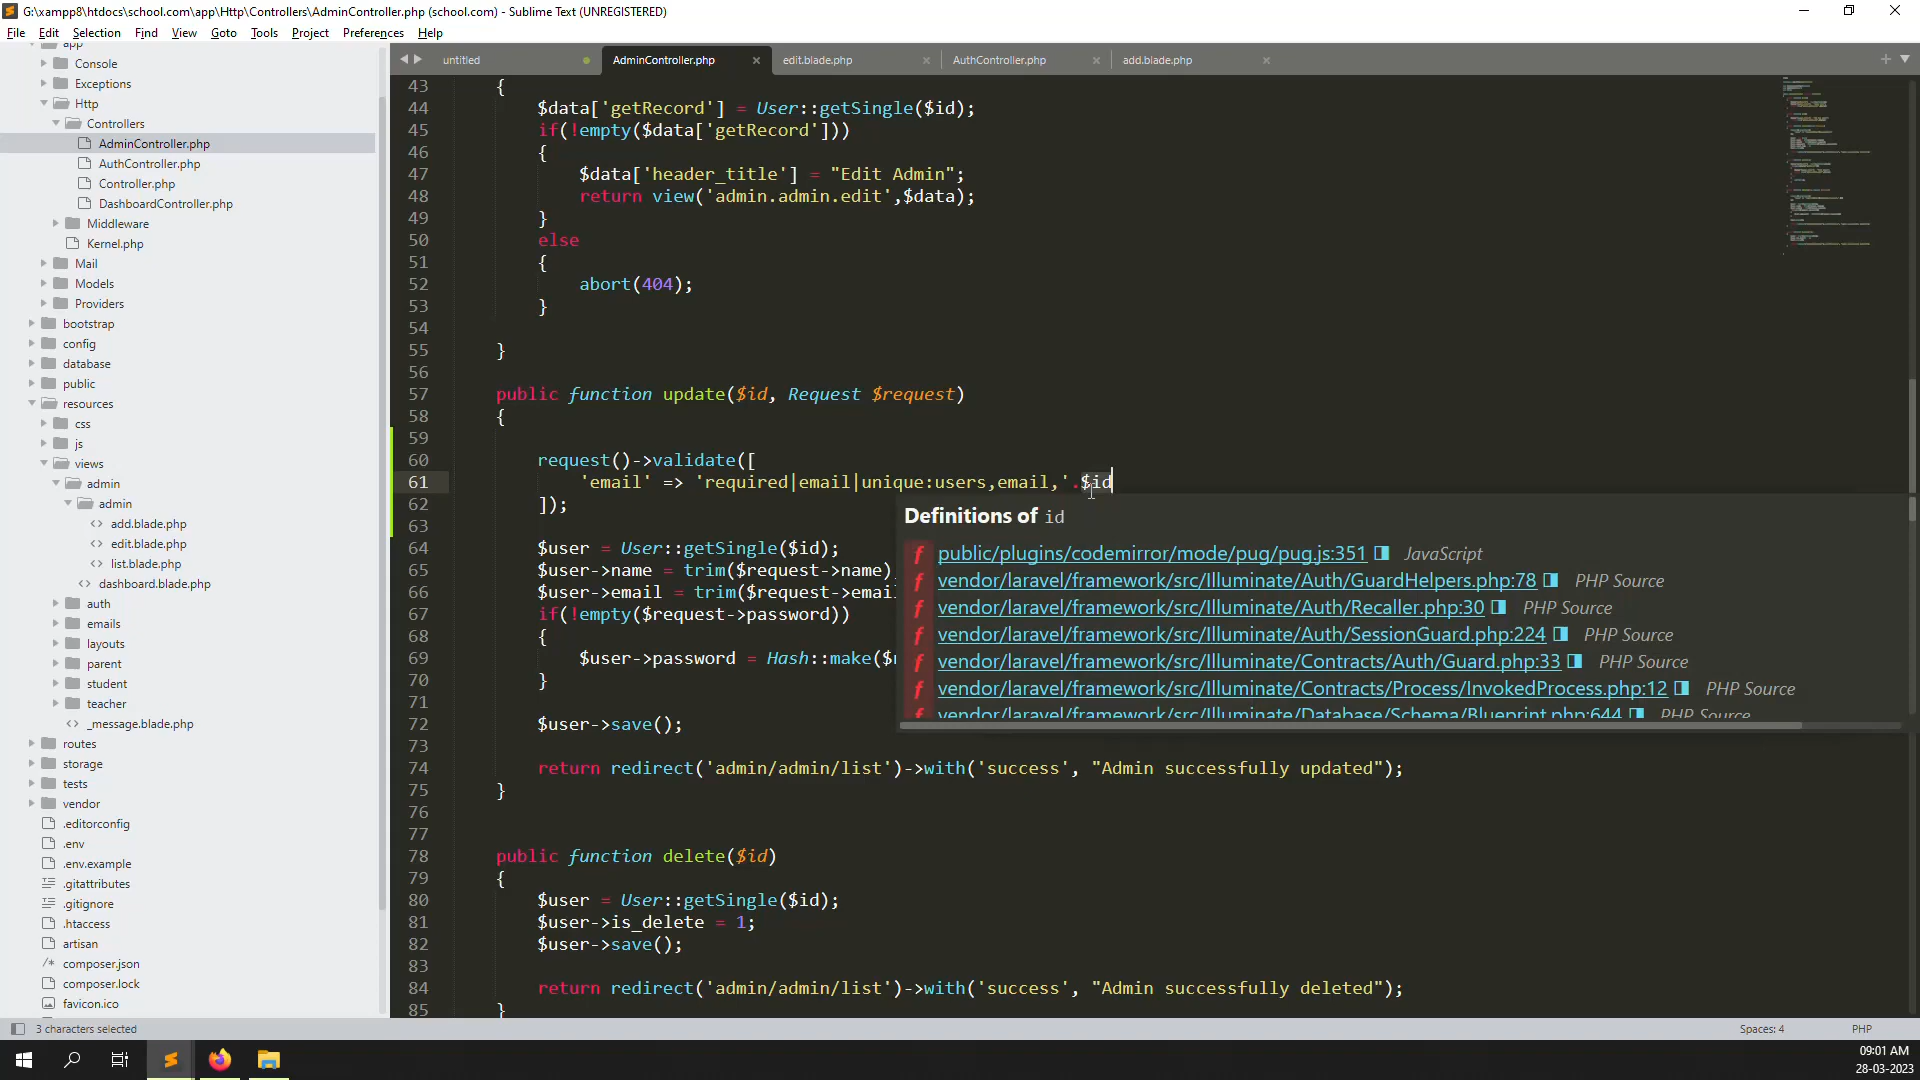 G:\xampp8\htdocs\school.com\app\Http\Controllers\AdminController.php (school.com) - Sublime Text (UNREGISTERED)
File Edit Selection Find View Goto Tools Project Preferences Help
app
Console
Exceptions
Http
Controllers
AdminController.php
AuthController.php
Controller.php
DashboardController.php
Middleware
Kernel.php
Mail
Models
Providers
bootstrap
config
database
public
resources
css
js
views
admin
admin
add.blade.php
edit.blade.php
list.blade.php
dashboard.blade.php
auth
emails
layouts
parent
student
teacher
_message.blade.php
routes
storage
tests
vendor
.editorconfig
.env
.env.example
.gitattributes
.gitignore
.htaccess
artisan
composer.json
composer.lock
favicon.ico
untitled AdminController.php edit.blade.php AuthController.php add.blade.php
43 {
44 $data['getRecord'] = User::getSingle($id);
45 if(!empty($data['getRecord']))
46 {
47 $data['header_title'] = "Edit Admin";
48 return view('admin.admin.edit',$data);
49 }
50 else
51 {
52 abort(404);
53 }
54
55 }
56
57 public function update($id, Request $request)
58 {
59
60 request()->validate([
61 'email' => 'required|email|unique:users,email,'.$id
62 ]);
63
64 $user = User::getSingle($id);
65 $user->name = trim($request->name)
66 $user->email = trim($request->email
67 if(!empty($request->password))
68 {
69 $user->password = Hash::make($
70 }
71
72 $user->save();
73
74 return redirect('admin/admin/list')->with('success', "Admin successfully updated");
75 }
76
77
78 public function delete($id)
79 {
80 $user = User::getSingle($id);
81 $user->is_delete = 1;
82 $user->save();
83
84 return redirect('admin/admin/list')->with('success', "Admin successfully deleted");
85 }
Definitions of id
f public/plugins/codemirror/mode/pug/pug.js:351 JavaScript
f vendor/laravel/framework/src/Illuminate/Auth/GuardHelpers.php:78 PHP Source
f vendor/laravel/framework/src/Illuminate/Auth/Recaller.php:30 PHP Source
f vendor/laravel/framework/src/Illuminate/Auth/SessionGuard.php:224 PHP Source
f vendor/laravel/framework/src/Illuminate/Contracts/Auth/Guard.php:33 PHP Source
f vendor/laravel/framework/src/Illuminate/Contracts/Process/InvokedProcess.php:12 PHP Source
f vendor/laravel/framework/src/Illuminate/Database/Schema/Blueprint.php:644 PHP Source
3 characters selected
Spaces: 4 PHP
09:01 AM
28-03-2023